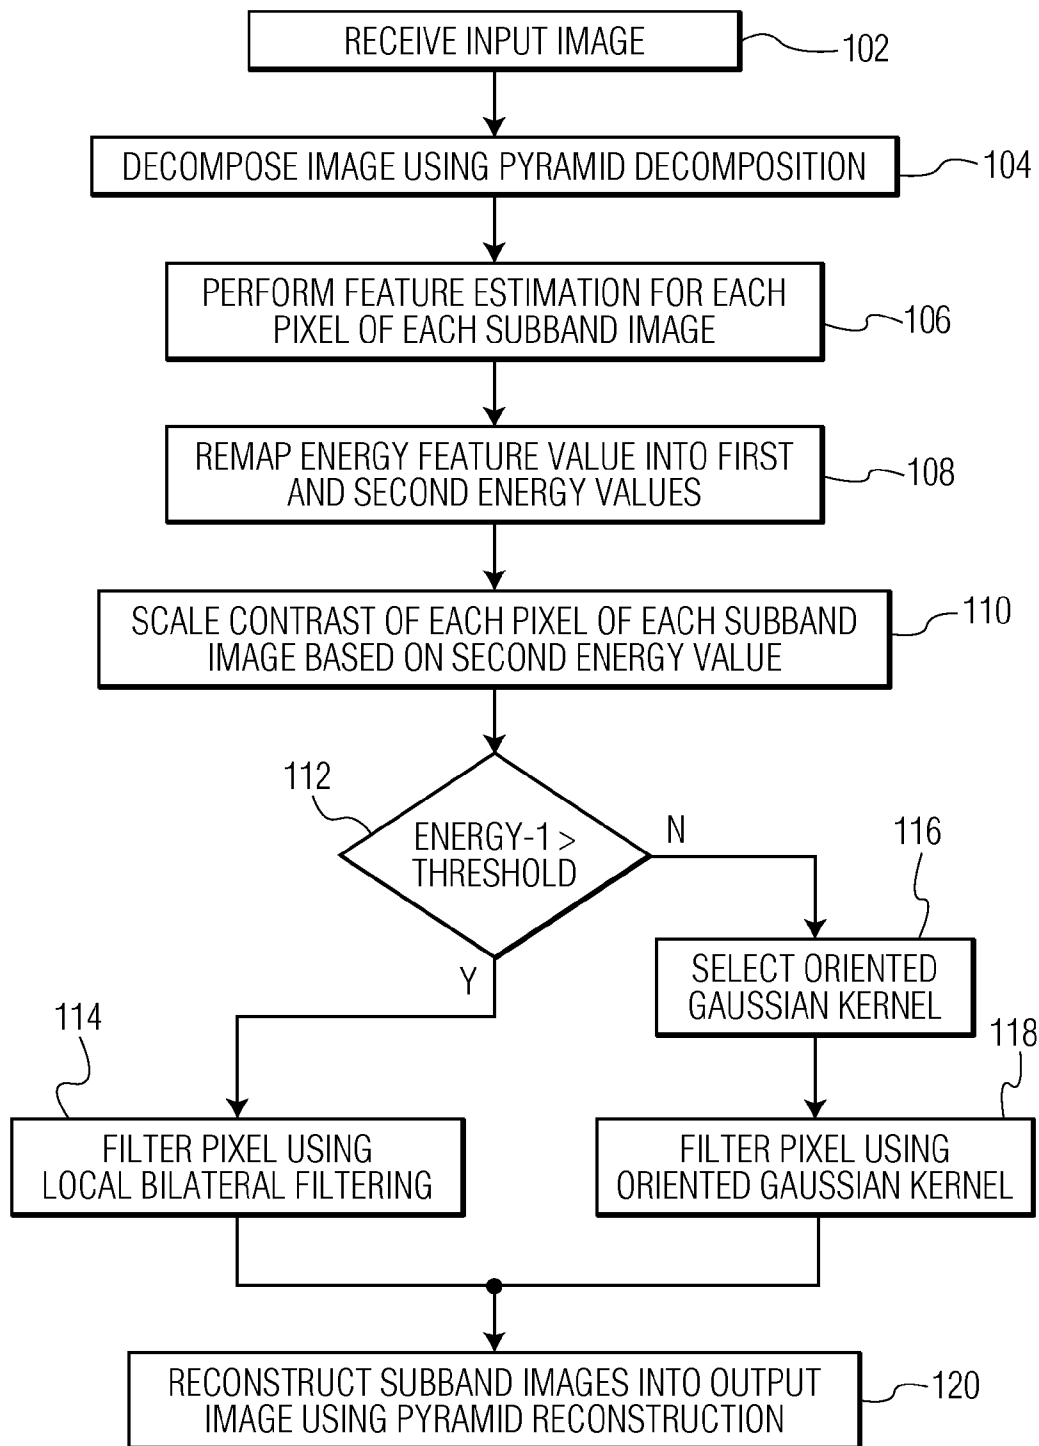 RECEIVE INPUT IMAGE
102
DECOMPOSE IMAGE USING PYRAMID DECOMPOSITION
104
PERFORM FEATURE ESTIMATION FOR EACH
PIXEL OF EACH SUBBAND IMAGE
106
REMAP ENERGY FEATURE VALUE INTO FIRST
AND SECOND ENERGY VALUES
108
SCALE CONTRAST OF EACH PIXEL OF EACH SUBBAND
IMAGE BASED ON SECOND ENERGY VALUE
110
112
ENERGY-1 >
THRESHOLD
N
Y
116
SELECT ORIENTED
GAUSSIAN KERNEL
114
FILTER PIXEL USING
LOCAL BILATERAL FILTERING
118
FILTER PIXEL USING
ORIENTED GAUSSIAN KERNEL
RECONSTRUCT SUBBAND IMAGES INTO OUTPUT
IMAGE USING PYRAMID RECONSTRUCTION
120